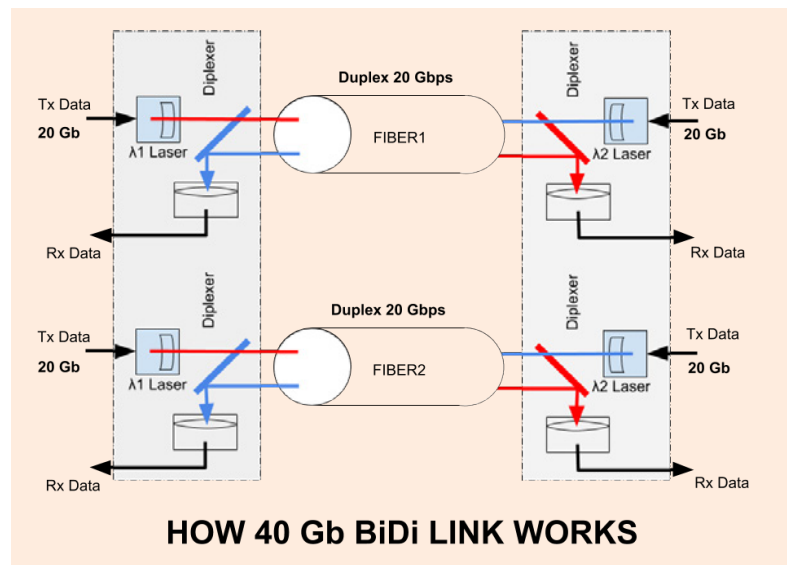 Diplexer
Diplexer
Duplex 20 Gbps
Tx Data
20 Gb
λ1 Laser
FIBER1
Tx Data
20 Gb
λ2 Laser
Rx Data
Rx Data
Diplexer
Diplexer
Duplex 20 Gbps
Tx Data
20 Gb
λ1 Laser
FIBER2
Tx Data
20 Gb
λ2 Laser
Rx Data
Rx Data
HOW 40 Gb BiDi LINK WORKS